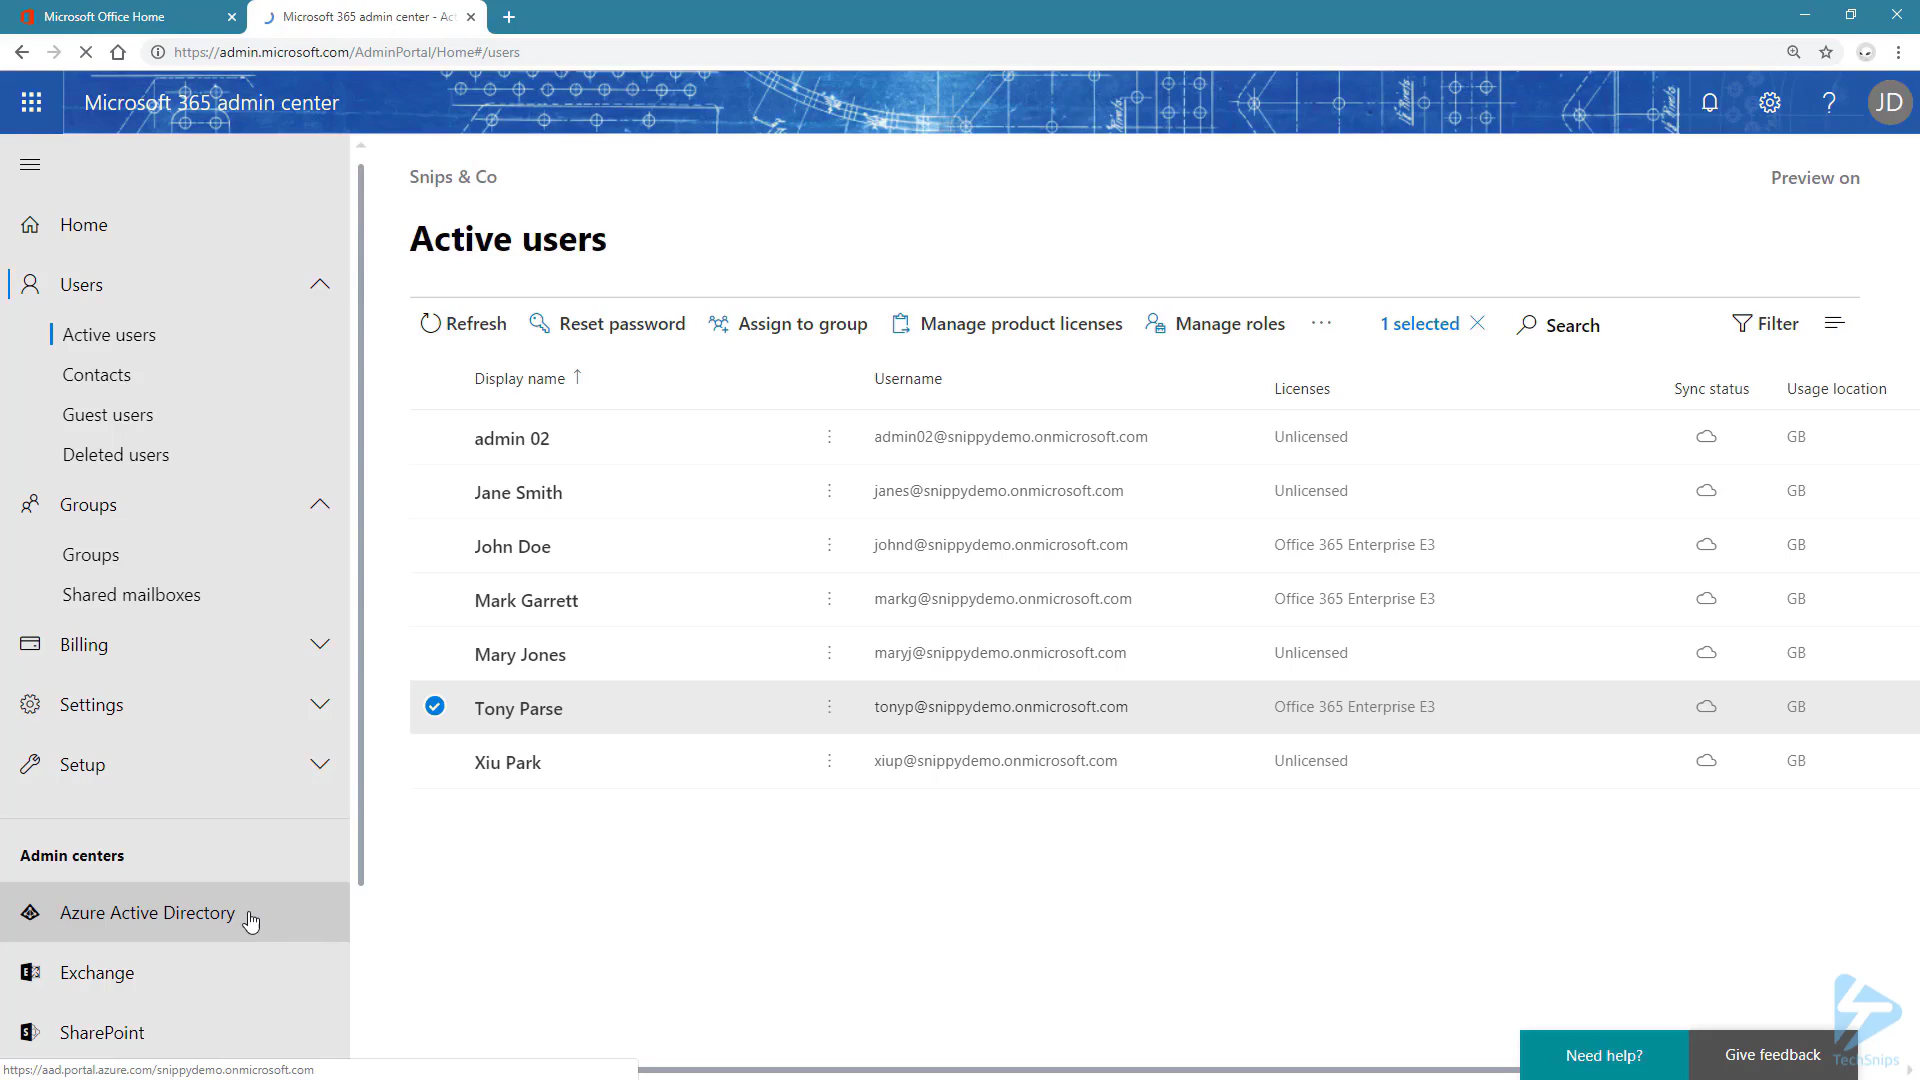 Microsoft Office Home
Microsoft 365 admin center - Act
https://admin.microsoft.com/AdminPortal/Home#/users
Microsoft 365 admin center
JD
Snips & Co
Preview on
Home
Active users
Users
Active users
Contacts
Guest users
Deleted users
Groups
Groups
Shared mailboxes
Billing
Settings
Setup
Admin centers
Azure Active Directory
Exchange
SharePoint
Refresh
Reset password
Assign to group
Manage product licenses
Manage roles
1 selected
Search
Filter
Display name Username Licenses Sync status Usage location
admin 02 admin02@snippydemo.onmicrosoft.com Unlicensed GB
Jane Smith janes@snippydemo.onmicrosoft.com Unlicensed GB
John Doe johnd@snippydemo.onmicrosoft.com Office 365 Enterprise E3 GB
Mark Garrett markg@snippydemo.onmicrosoft.com Office 365 Enterprise E3 GB
Mary Jones maryj@snippydemo.onmicrosoft.com Unlicensed GB
Tony Parse tonyp@snippydemo.onmicrosoft.com Office 365 Enterprise E3 GB
Xiu Park xiup@snippydemo.onmicrosoft.com Unlicensed GB
Need help?
Give feedback
TechSnips
https://aad.portal.azure.com/snippydemo.onmicrosoft.com